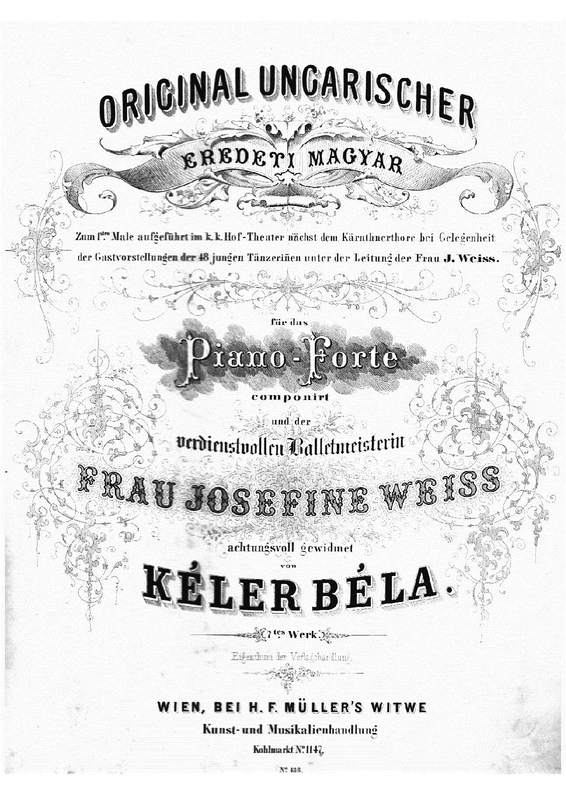 ORIGINAL UNGARISCHER
EREDETI MAGYAR
Zum 1ten Male aufgeführt im k. k. Hof-Theater nächst dem Kärnthnerthore bei Gelegenheit
der Gastvorstellungen der 48 jungen Tänzerinen unter der Leitung der Frau J. Weiss.
für das
Piano-Forte
componirt
und der
verdienstvollen Balletmeisterin
FRAU JOSEFINE WEISS
achtungsvoll gewidmet
von
KÉLER BÉLA.
7tes Werk.
Eigenthum der Verlagshandlung.
WIEN, BEI H. F. MÜLLER'S WITWE
Kunst- und Musikalienhandlung
Kohlmarkt No. 1147.